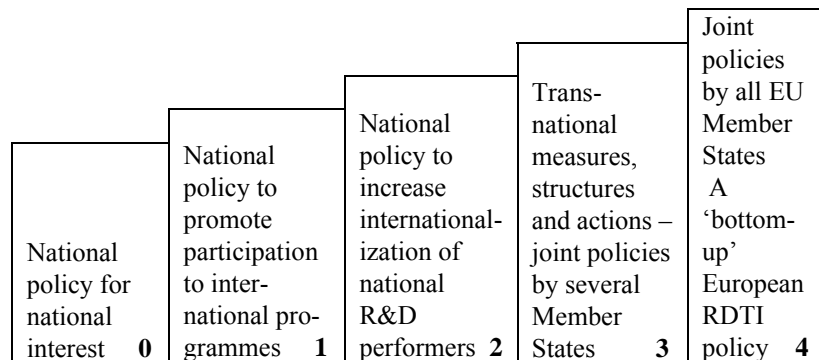 National
policy for
national
interest 0
National
policy to
promote
participation
to inter-
national pro-
grammes 1
National
policy to
increase
international-
ization of
national
R&D
performers 2
Trans-
national
measures,
structures
and actions –
joint policies
by several
Member
States 3
Joint
policies
by all EU
Member
States
A
‘bottom-
up’
European
RDTI
policy 4